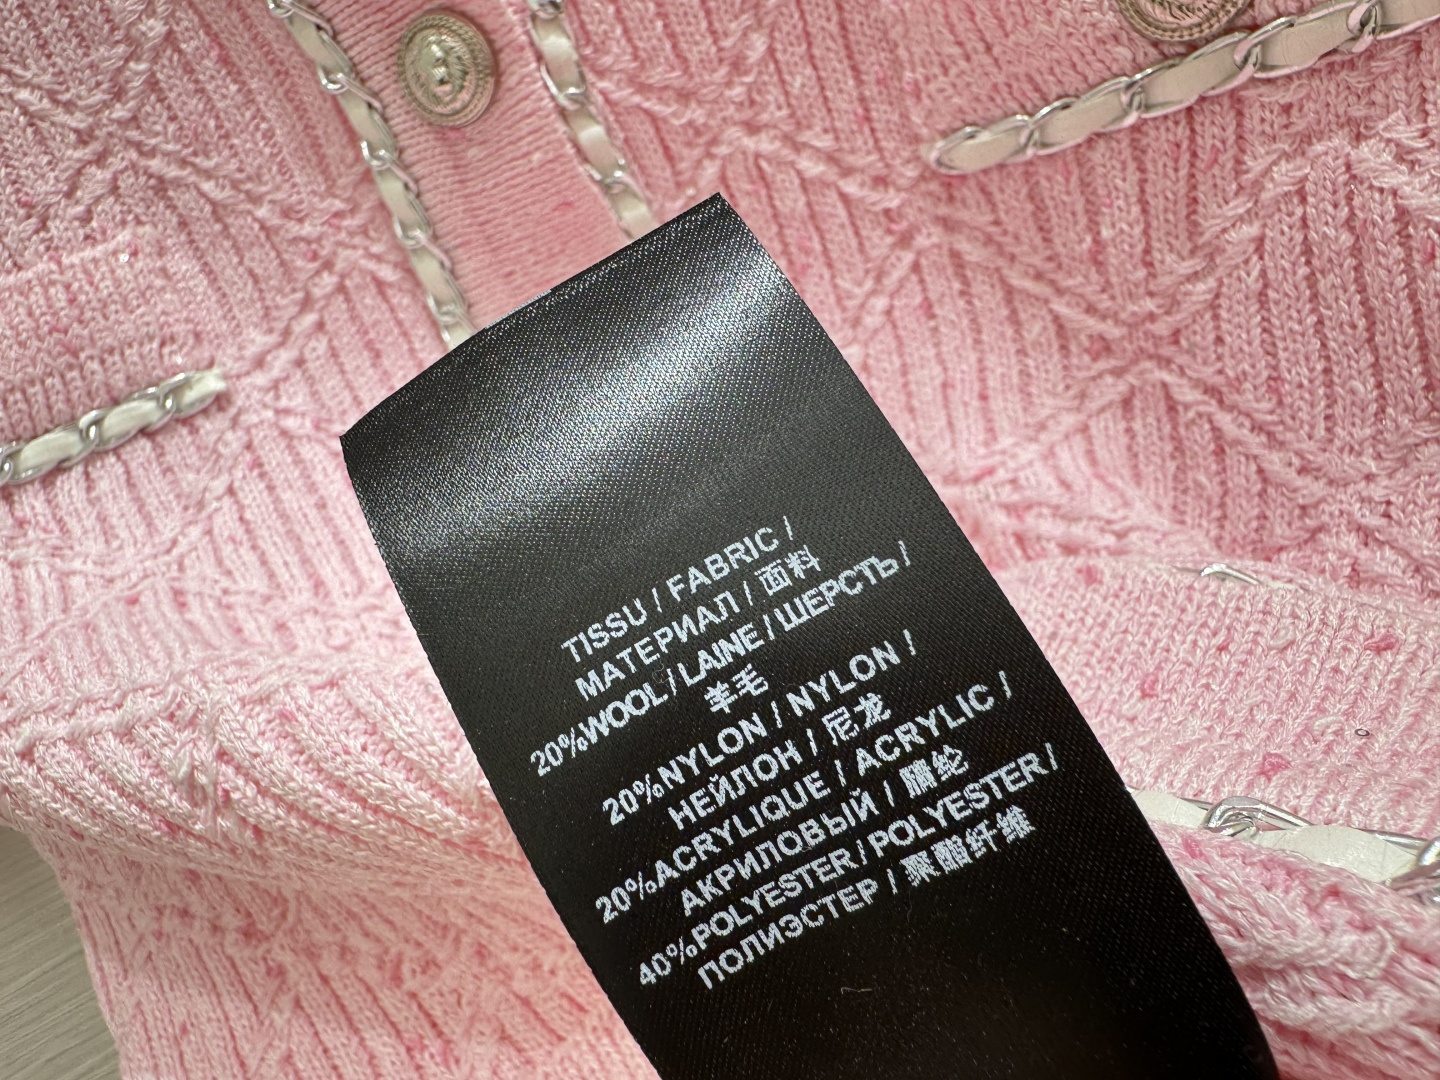 TISSU / FABRIC /
МАТЕРИАЛ / 面料
20%WOOL / LAINE / ШЕРСТЬ /
羊毛
20%NYLON / NYLON /
НЕЙЛОН / 尼龙
20%ACRYLIQUE / ACRYLIC /
АКРИЛОВЫЙ / 腈纶
40%POLYESTER / POLYESTER /
ПОЛИЭСТЕР / 聚酯纤维